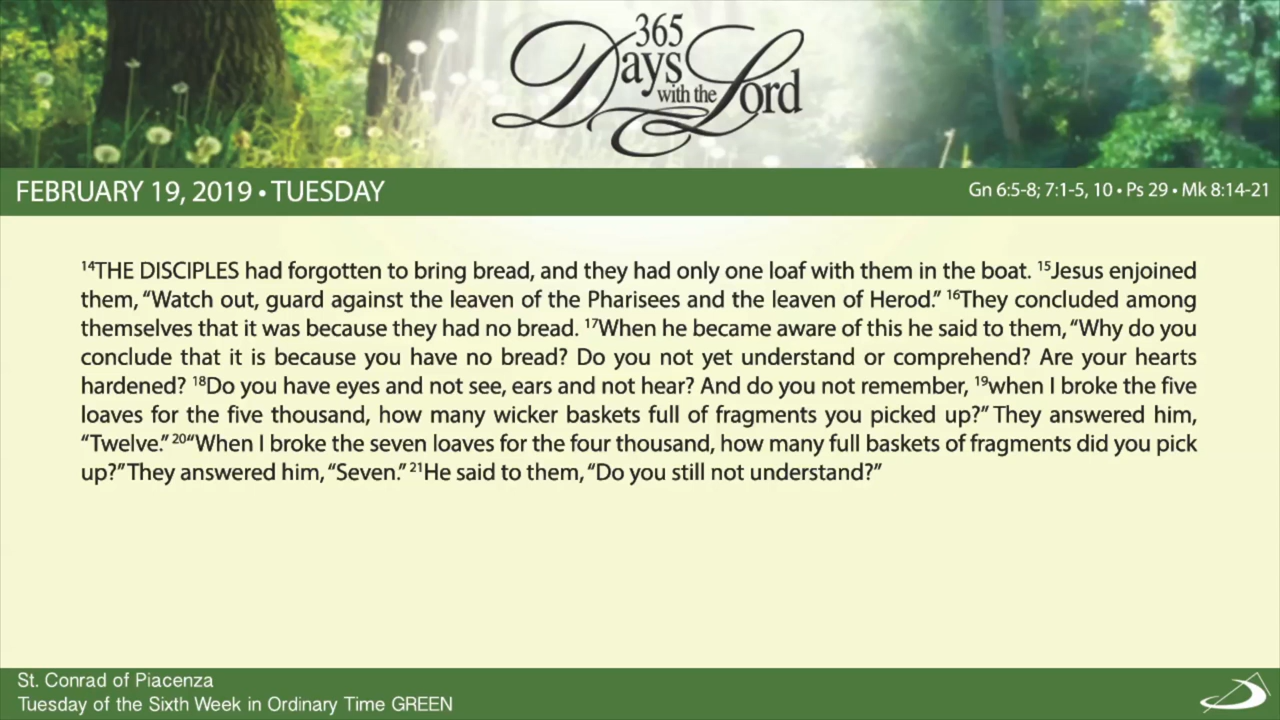 365
Days
with the
Lord
FEBRUARY 19, 2019 • TUESDAY
Gn 6:5-8; 7:1-5, 10 • Ps 29 • Mk 8:14-21
¹⁴THE DISCIPLES had forgotten to bring bread, and they had only one loaf with them in the boat. ¹⁵Jesus enjoined
them, “Watch out, guard against the leaven of the Pharisees and the leaven of Herod.” ¹⁶They concluded among
themselves that it was because they had no bread. ¹⁷When he became aware of this he said to them, “Why do you
conclude that it is because you have no bread? Do you not yet understand or comprehend? Are your hearts
hardened? ¹⁸Do you have eyes and not see, ears and not hear? And do you not remember, ¹⁹when I broke the five
loaves for the five thousand, how many wicker baskets full of fragments you picked up?” They answered him,
“Twelve.” ²⁰“When I broke the seven loaves for the four thousand, how many full baskets of fragments did you pick
up?” They answered him, “Seven.” ²¹He said to them, “Do you still not understand?”
St. Conrad of Piacenza
Tuesday of the Sixth Week in Ordinary Time GREEN